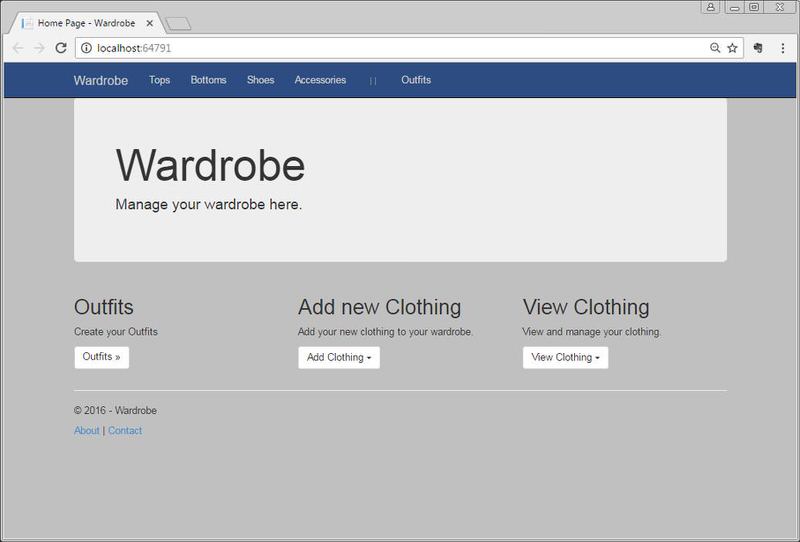 Home Page - Wardrobe
localhost:64791
Wardrobe Tops Bottoms Shoes Accessories | | Outfits
Wardrobe
Manage your wardrobe here.
Outfits
Create your Outfits
Outfits »
Add new Clothing
Add your new clothing to your wardrobe.
Add Clothing
View Clothing
View and manage your clothing.
View Clothing
© 2016 - Wardrobe
About | Contact